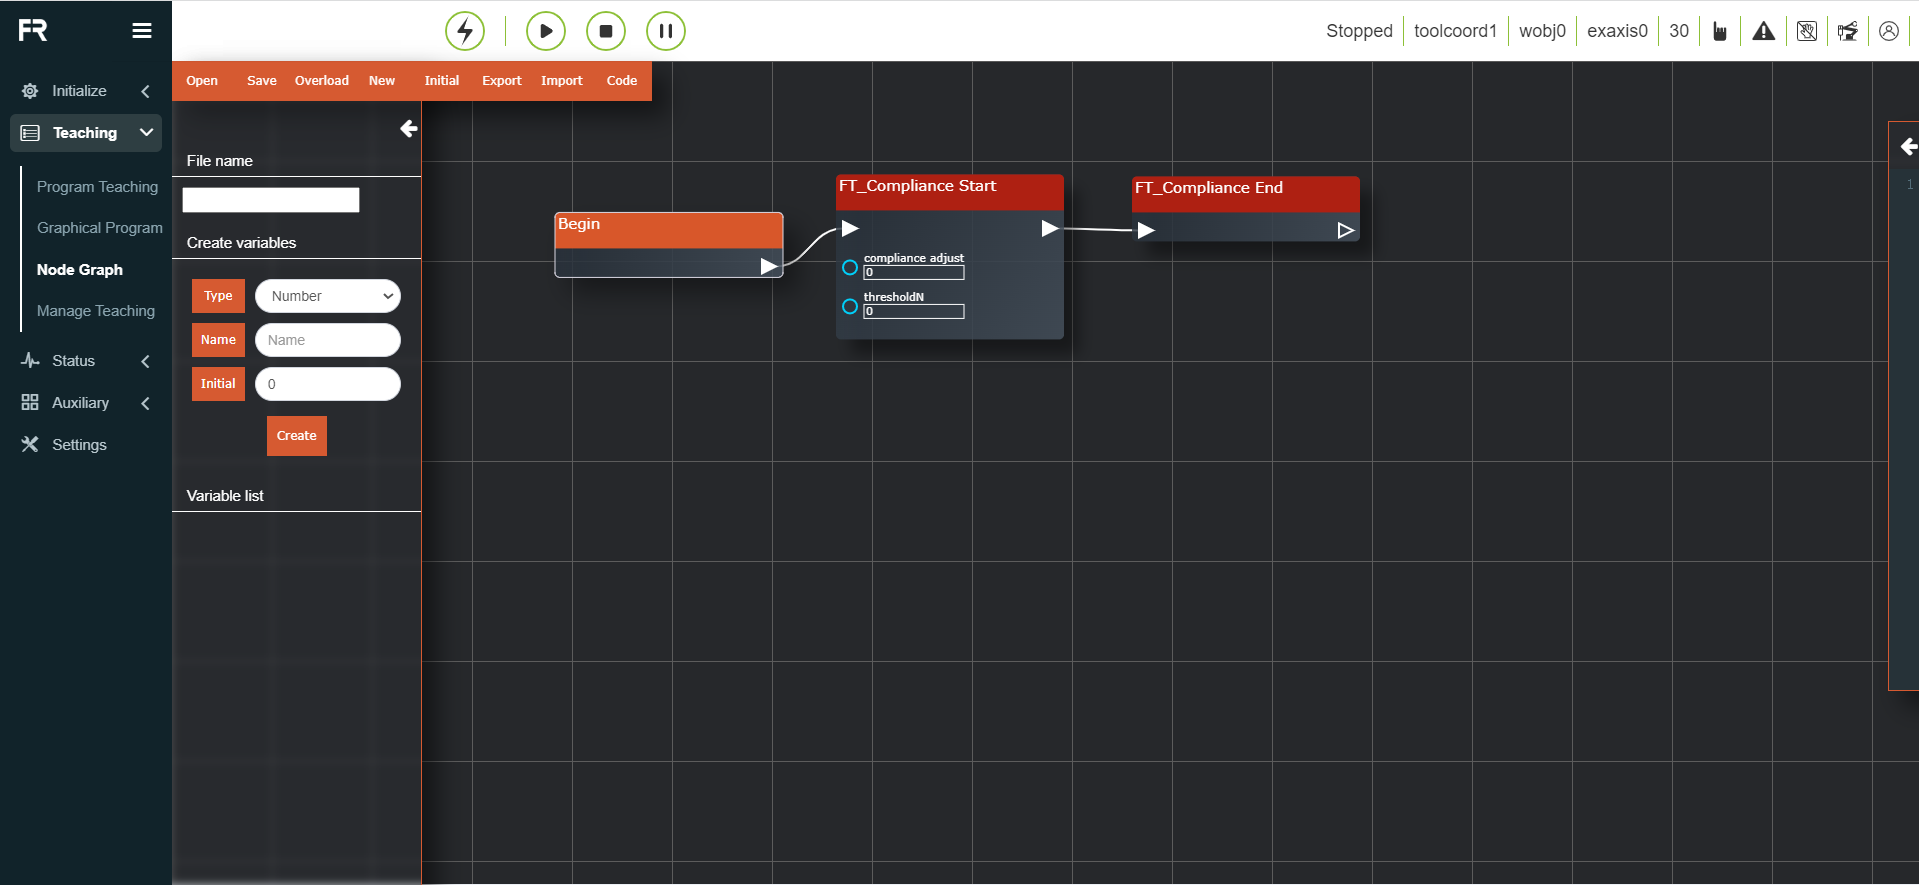 FR
Stopped toolcoord1 wobj0 exaxis0 30
Initialize
Teaching
Program Teaching
Graphical Program
Node Graph
Manage Teaching
Status
Auxiliary
Settings
Open Save Overload New Initial Export Import Code
File name
Create variables
Type Number
Name Name
Initial 0
Create
Variable list
Begin
FT_Compliance Start
compliance adjust
0
thresholdN
0
FT_Compliance End
1